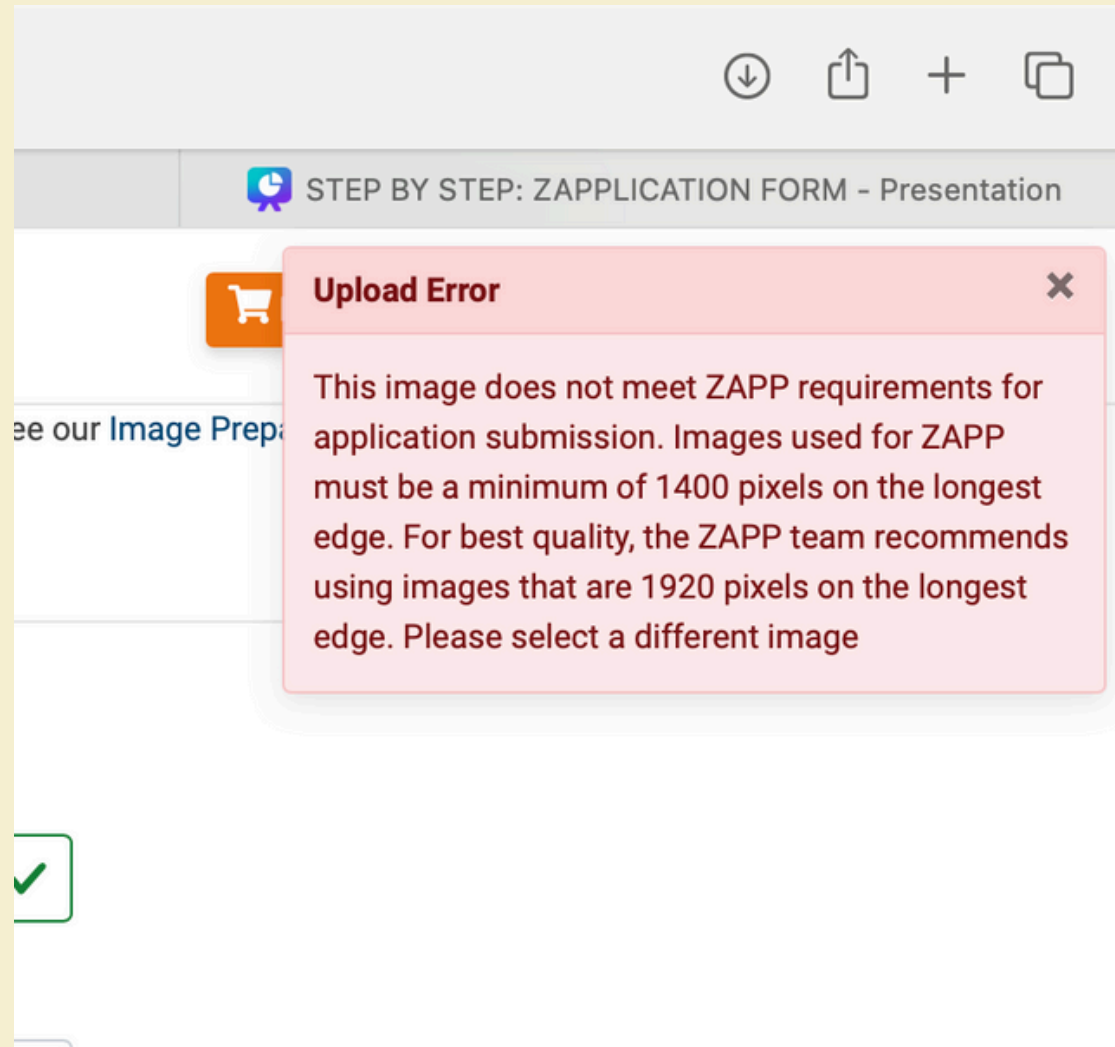 STEP BY STEP: ZAPPLICATION FORM - Presentation
Upload Error
This image does not meet ZAPP requirements for
ee our Image Prep
application submission. Images used for ZAPP
must be a minimum of 1400 pixels on the longest
edge. For best quality, the ZAPP team recommends
using images that are 1920 pixels on the longest
edge. Please select a different image